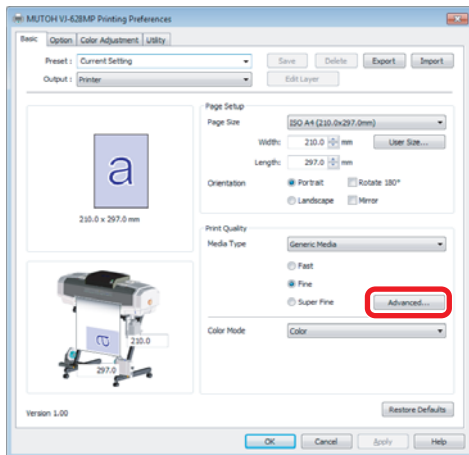 MUTOH VJ-628MP Printing Preferences
Basic Option Color Adjustment Utility
Preset : Current Setting Save Delete Export Import
Output : Printer Edit Layer
Page Setup
Page Size ISO A4 (210.0x297.0mm)
Width: 210.0 mm User Size...
Length: 297.0 mm
Orientation Portrait Rotate 180°
Landscape Mirror
a
210.0 x 297.0 mm
Print Quality
Media Type Generic Media
Fast
Fine
Super Fine Advanced...
Color Mode Color
a
210.0
297.0
Version 1.00 Restore Defaults
OK Cancel Apply Help